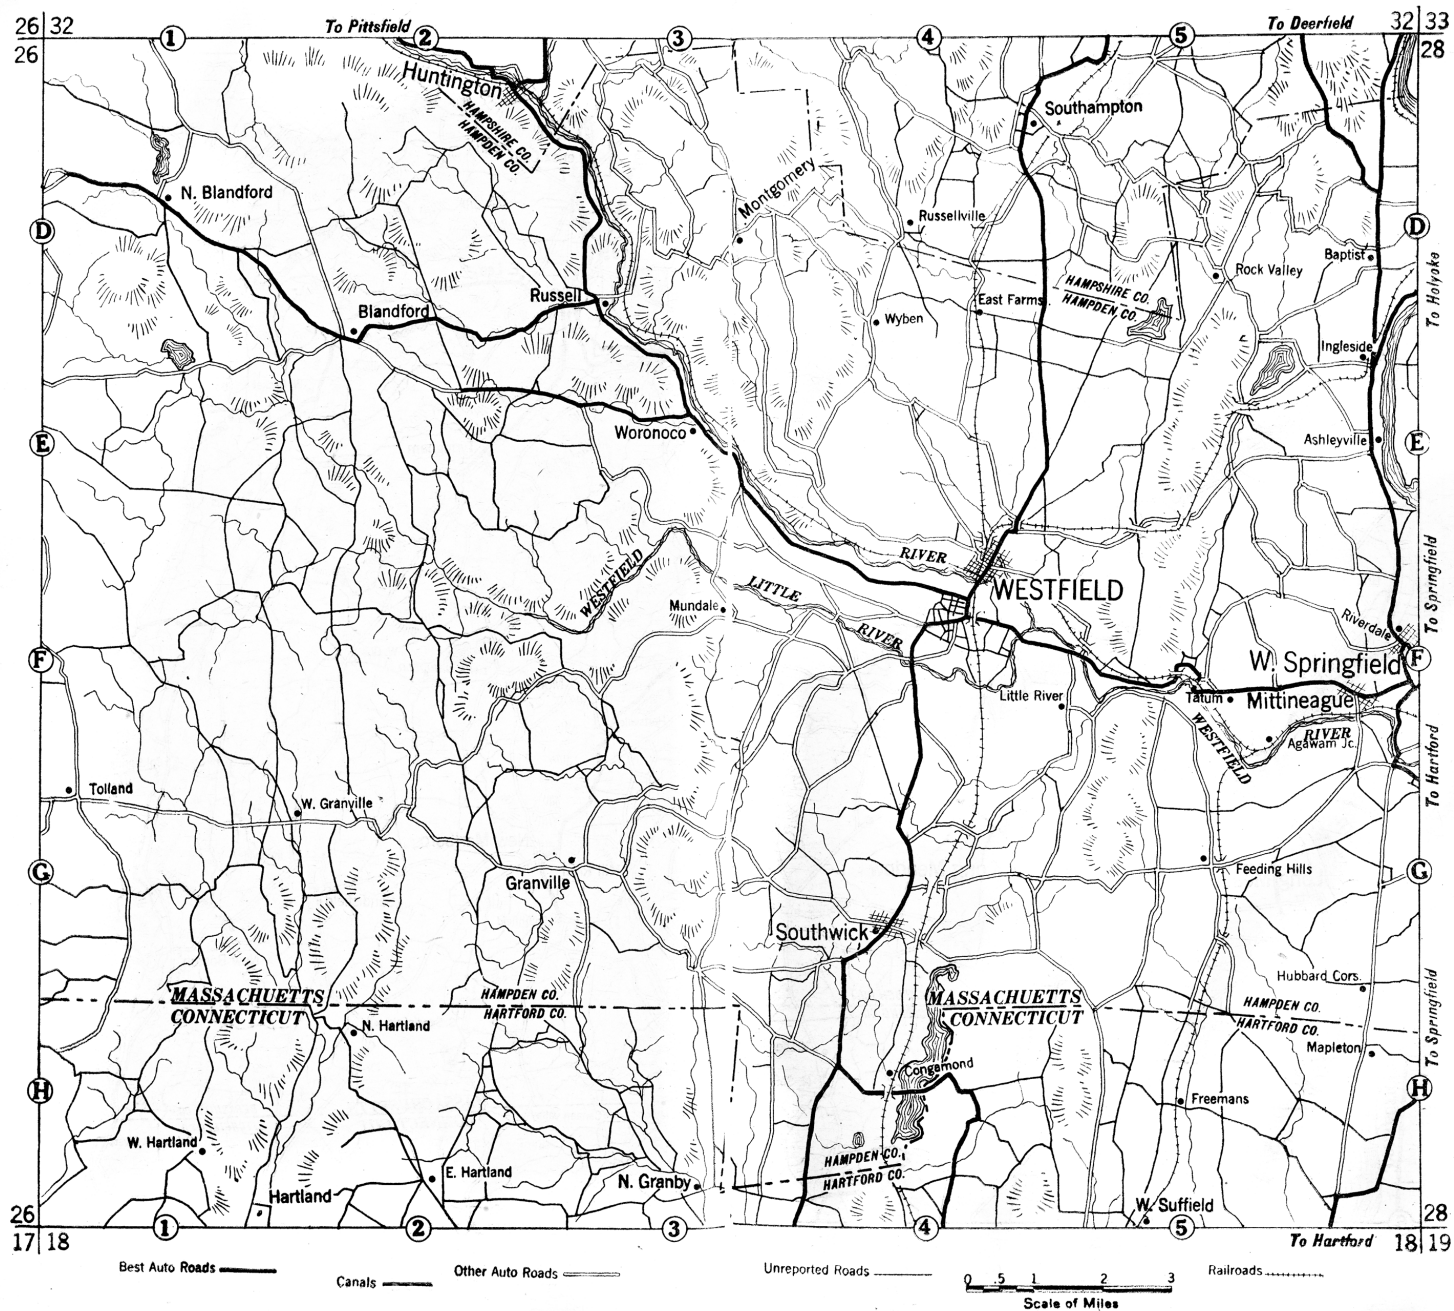 26 32
To Pittsfield
To Deerfield
32 33
1
2
3
4
5
26
28
Huntington
HAMPSHIRE CO.
HAMPDEN CO.
Southampton
N. Blandford
Montgomery
Russellville
D
D
Baptist
Rock Valley
To Holyoke
HAMPSHIRE CO.
HAMPDEN CO.
Russell
East Farms
Blandford
Wyben
Ingleside
Woronoco
Ashleyville
E
E
RIVER
WESTFIELD
WESTFIELD
LITTLE
RIVER
Mundale
To Springfield
Riverdale
F
F
W. Springfield
Little River
Tatum
Mittineague
WESTFIELD
RIVER
Agawam Jc.
To Hartford
Tolland
W. Granville
G
G
Granville
Feeding Hills
Southwick
Hubbard Cors.
To Springfield
MASSACHUETTS
CONNECTICUT
HAMPDEN CO.
HARTFORD CO.
MASSACHUETTS
CONNECTICUT
HAMPDEN CO.
HARTFORD CO.
N. Hartland
Mapleton
Congamond
H
H
Freemans
W. Hartland
E. Hartland
HAMPDEN CO.
HARTFORD CO.
N. Granby
Hartland
W. Suffield
26
28
1
2
3
4
5
17 18
To Hartford
18 19
Best Auto Roads
Canals
Other Auto Roads
Unreported Roads
Railroads
0 .5 1 2 3
Scale of Miles